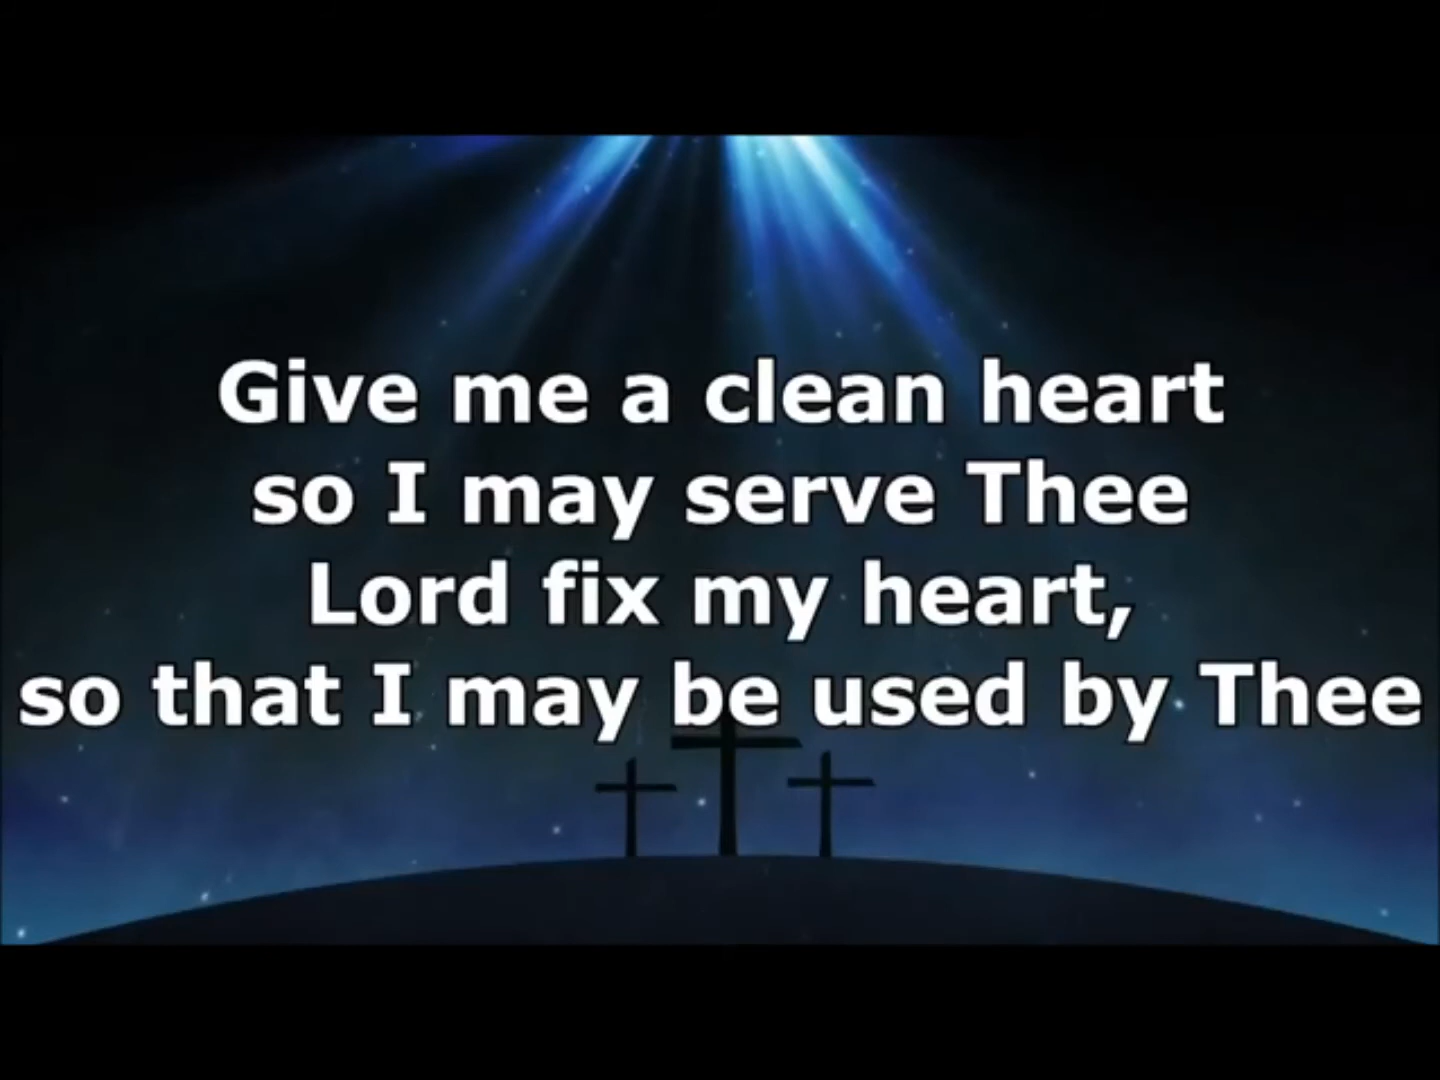 Give me a clean heart
so I may serve Thee
Lord fix my heart,
so that I may be used by Thee